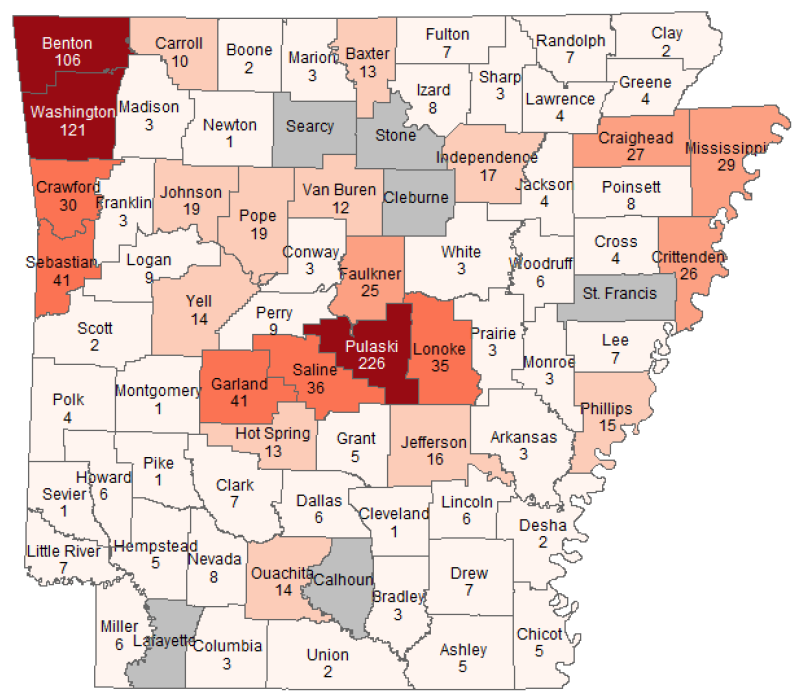 Benton
106
Carroll
10
Boone
2
Marion
3
Baxter
13
Fulton
7
Randolph
7
Clay
2
Sharp
3
Izard
8
Lawrence
4
Greene
4
Washington
121
Madison
3
Newton
1
Searcy
Stone
Independence
17
Craighead
27
Mississippi
29
Crawford
30
Franklin
3
Johnson
19
Pope
19
Van Buren
12
Cleburne
Jackson
4
Poinsett
8
Sebastian
41
Logan
9
Conway
3
Faulkner
25
White
3
Woodruff
6
Cross
4
Crittenden
26
St. Francis
Scott
2
Yell
14
Perry
9
Pulaski
226
Lonoke
35
Prairie
3
Monroe
3
Lee
7
Polk
4
Montgomery
1
Garland
41
Saline
36
Phillips
15
Hot Spring
13
Grant
5
Jefferson
16
Arkansas
3
Sevier
1
Howard
6
Pike
1
Clark
7
Dallas
6
Cleveland
1
Lincoln
6
Desha
2
Little River
7
Hempstead
5
Nevada
8
Ouachita
14
Calhoun
Bradley
3
Drew
7
Miller
6
Lafayette
Columbia
3
Union
2
Ashley
5
Chicot
5